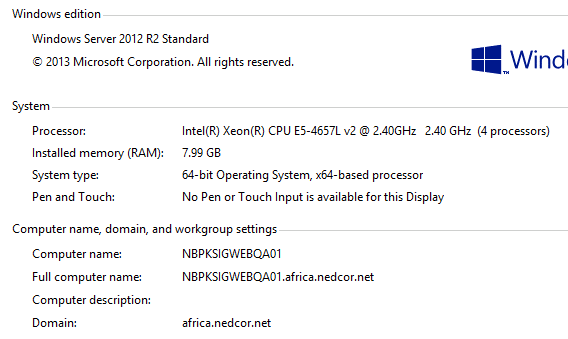 Windows edition
Windows Server 2012 R2 Standard
© 2013 Microsoft Corporation. All rights reserved.
Windo
System
Processor: Intel(R) Xeon(R) CPU E5-4657L v2 @ 2.40GHz 2.40 GHz (4 processors)
Installed memory (RAM): 7.99 GB
System type: 64-bit Operating System, x64-based processor
Pen and Touch: No Pen or Touch Input is available for this Display
Computer name, domain, and workgroup settings
Computer name: NBPKSIGWEBQA01
Full computer name: NBPKSIGWEBQA01.africa.nedcor.net
Computer description:
Domain: africa.nedcor.net